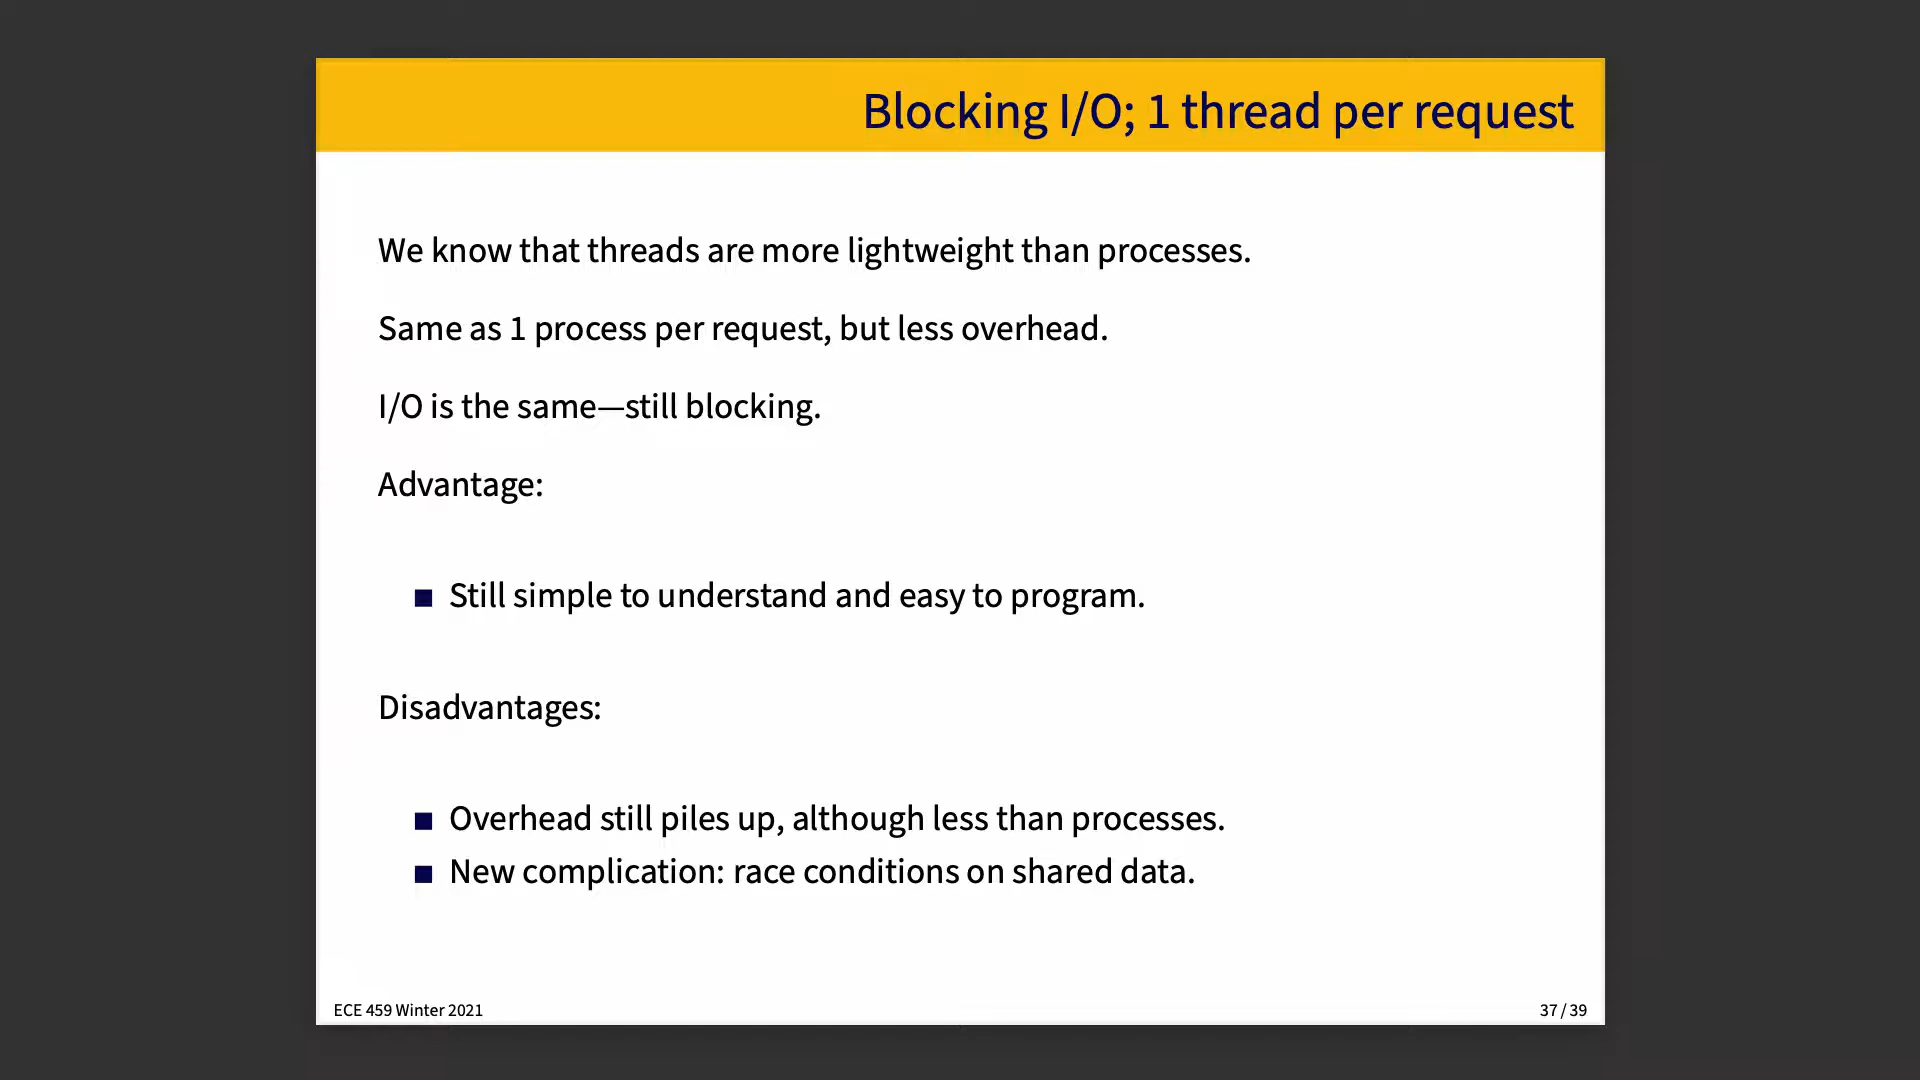 Blocking I/O; 1 thread per request
We know that threads are more lightweight than processes.
Same as 1 process per request, but less overhead.
I/O is the same—still blocking.
Advantage:
■ Still simple to understand and easy to program.
Disadvantages:
■ Overhead still piles up, although less than processes.
■ New complication: race conditions on shared data.
ECE 459 Winter 2021
37 / 39